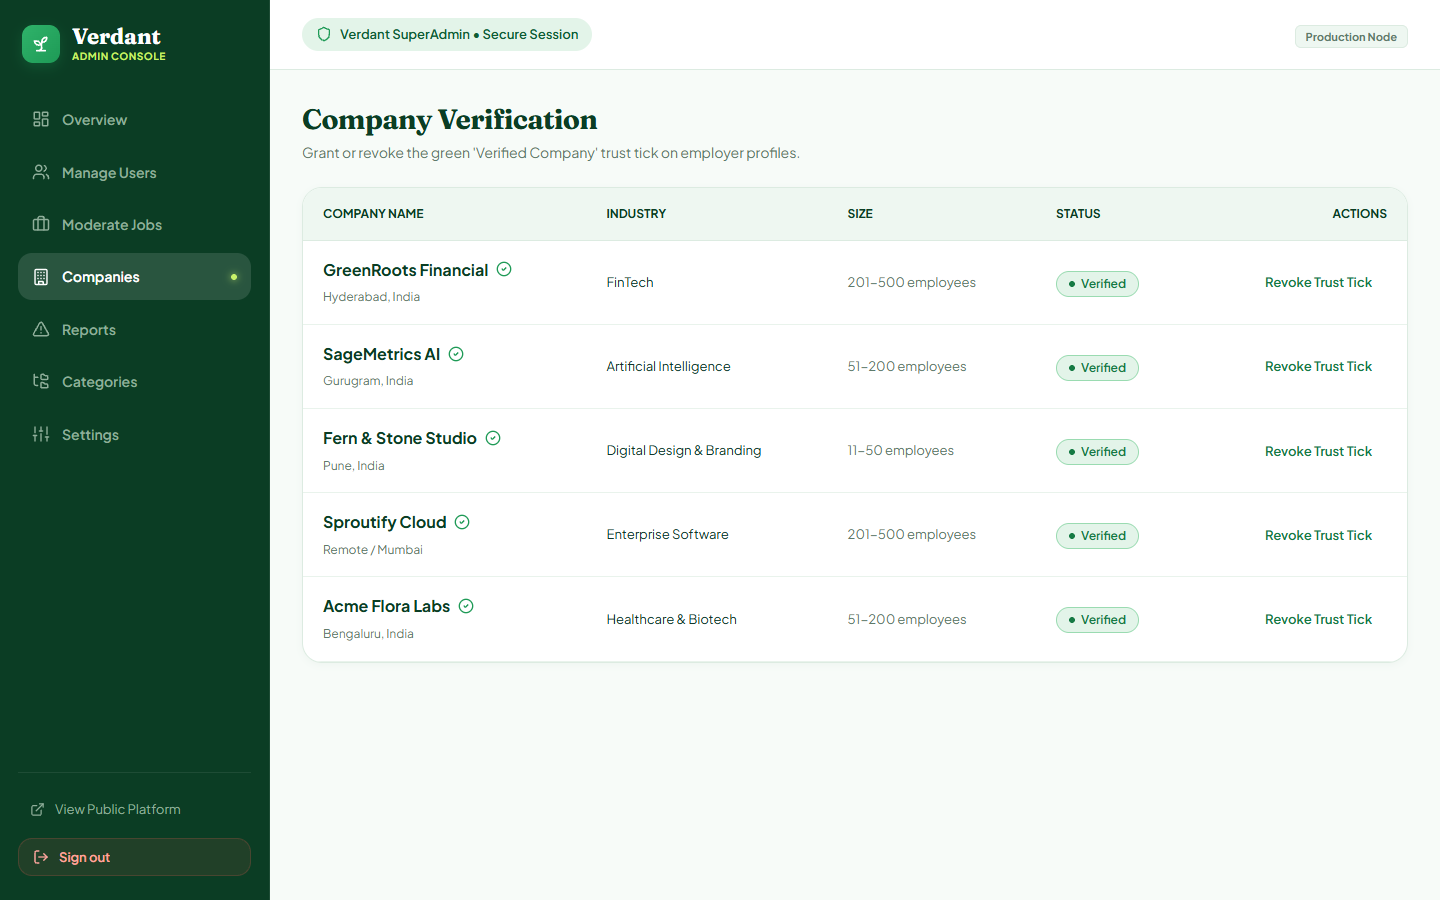 Verdant
ADMIN CONSOLE
Overview
Manage Users
Moderate Jobs
Companies
Reports
Categories
Settings
View Public Platform
Sign out
Verdant SuperAdmin • Secure Session
Production Node
Company Verification
Grant or revoke the green 'Verified Company' trust tick on employer profiles.
COMPANY NAME INDUSTRY SIZE STATUS ACTIONS
GreenRoots Financial
Hyderabad, India
FinTech 201–500 employees Verified Revoke Trust Tick
SageMetrics AI
Gurugram, India
Artificial Intelligence 51–200 employees Verified Revoke Trust Tick
Fern & Stone Studio
Pune, India
Digital Design & Branding 11–50 employees Verified Revoke Trust Tick
Sproutify Cloud
Remote / Mumbai
Enterprise Software 201–500 employees Verified Revoke Trust Tick
Acme Flora Labs
Bengaluru, India
Healthcare & Biotech 51–200 employees Verified Revoke Trust Tick